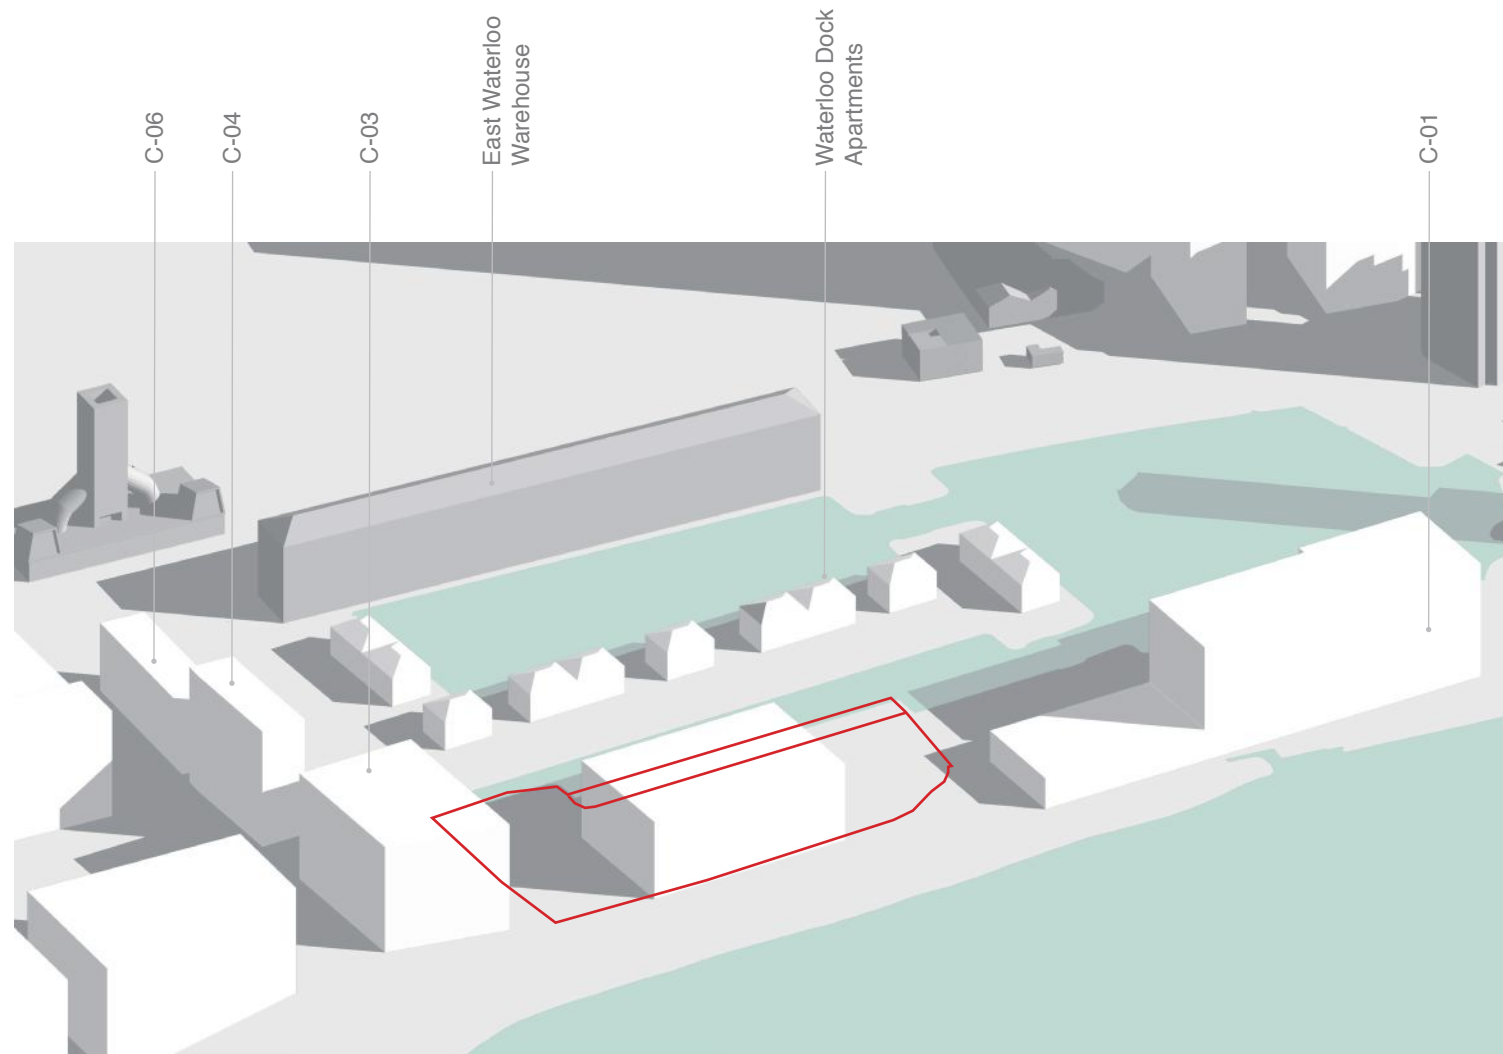 C-06
C-04
C-03
East Waterloo
Warehouse
Waterloo Dock
Apartments
C-01